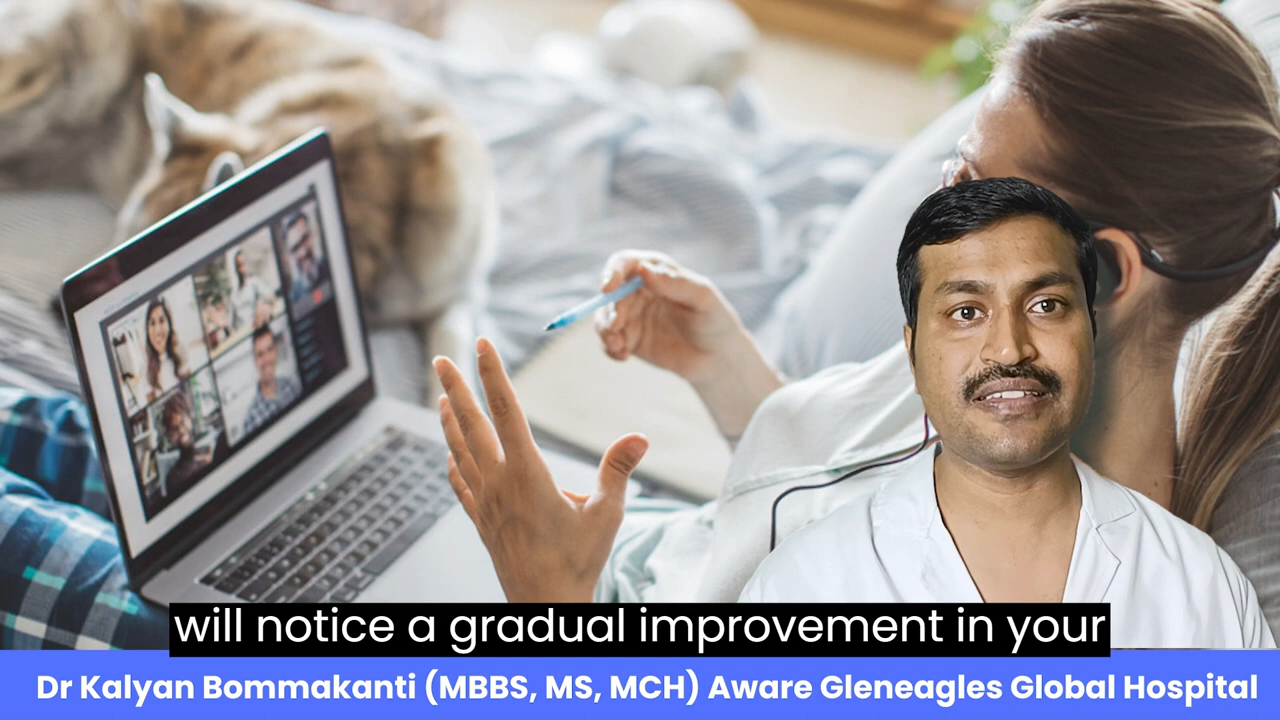 will notice a gradual improvement in your
Dr Kalyan Bommakanti (MBBS, MS, MCH) Aware Gleneagles Global Hospital